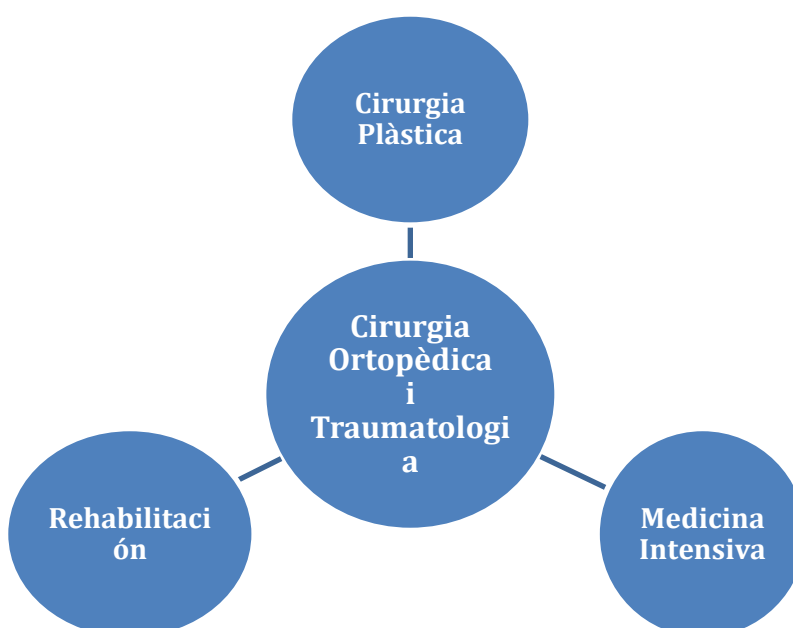 Cirurgia
Plàstica
Cirurgia
Ortopèdica
i
Traumatologi
a
Rehabilitaci
ón
Medicina
Intensiva